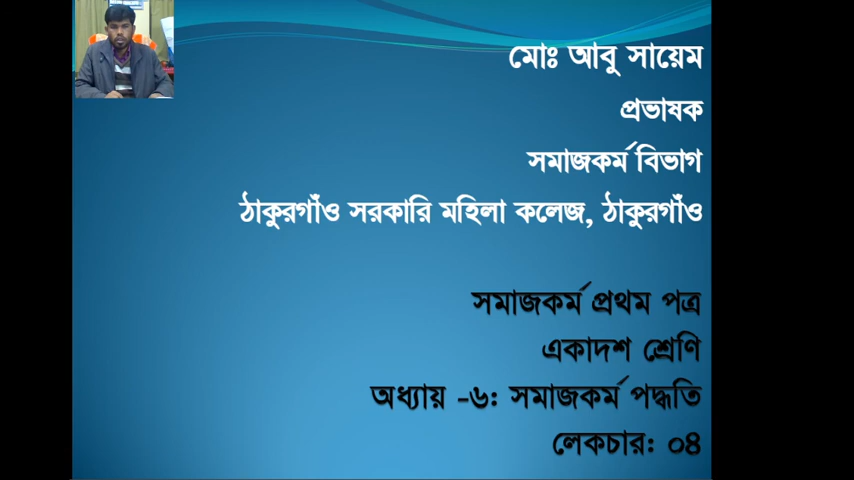 মোঃ আবু সায়েম
প্রভাষক
সমাজকর্ম বিভাগ
ঠাকুরগাঁও সরকারি মহিলা কলেজ, ঠাকুরগাঁও
সমাজকর্ম প্রথম পত্র
একাদশ শ্রেণি
অধ্যায় -৬: সমাজকর্ম পদ্ধতি
লেকচার: ০৪